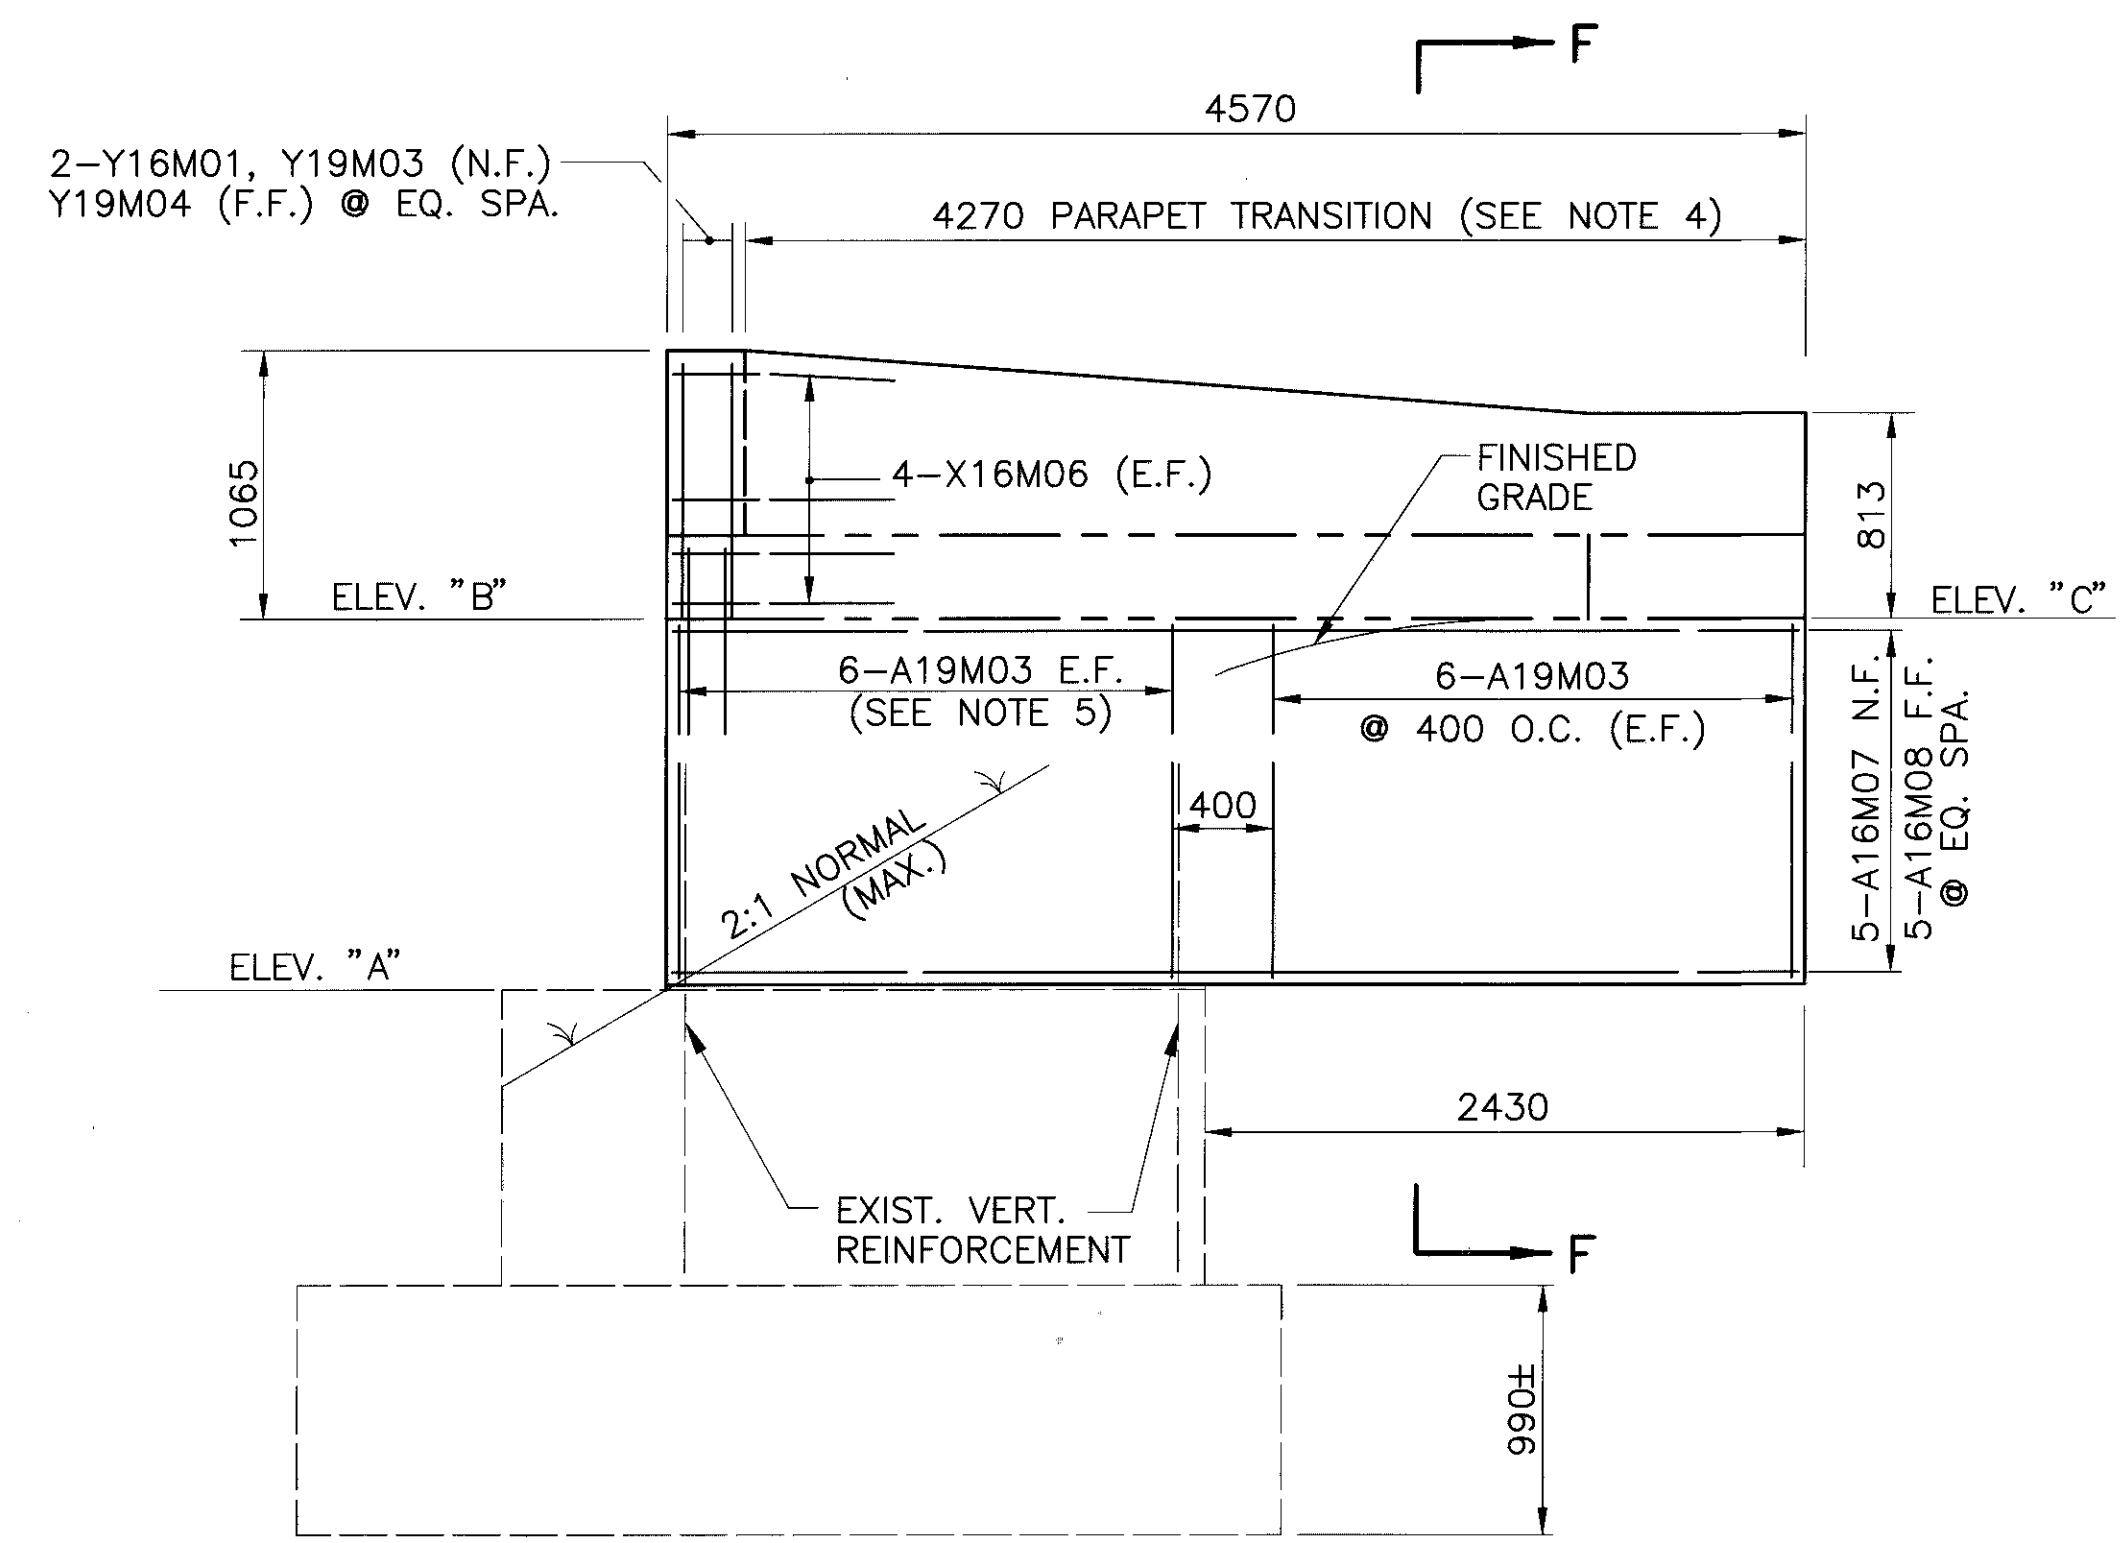 F
4570
2-Y16M01, Y19M03 (N.F.)
Y19M04 (F.F.) @ EQ. SPA.
4270 PARAPET TRANSITION (SEE NOTE 4)
1065
4-X16M06 (E.F.)
FINISHED
GRADE
813
ELEV. "B"
ELEV. "C"
6-A19M03 E.F.
(SEE NOTE 5)
6-A19M03
@ 400 O.C. (E.F.)
5-A16M07 N.F.
5-A16M08 F.F.
@ EQ. SPA.
400
2:1 NORMAL
(MAX.)
ELEV. "A"
2430
EXIST. VERT.
REINFORCEMENT
F
990±